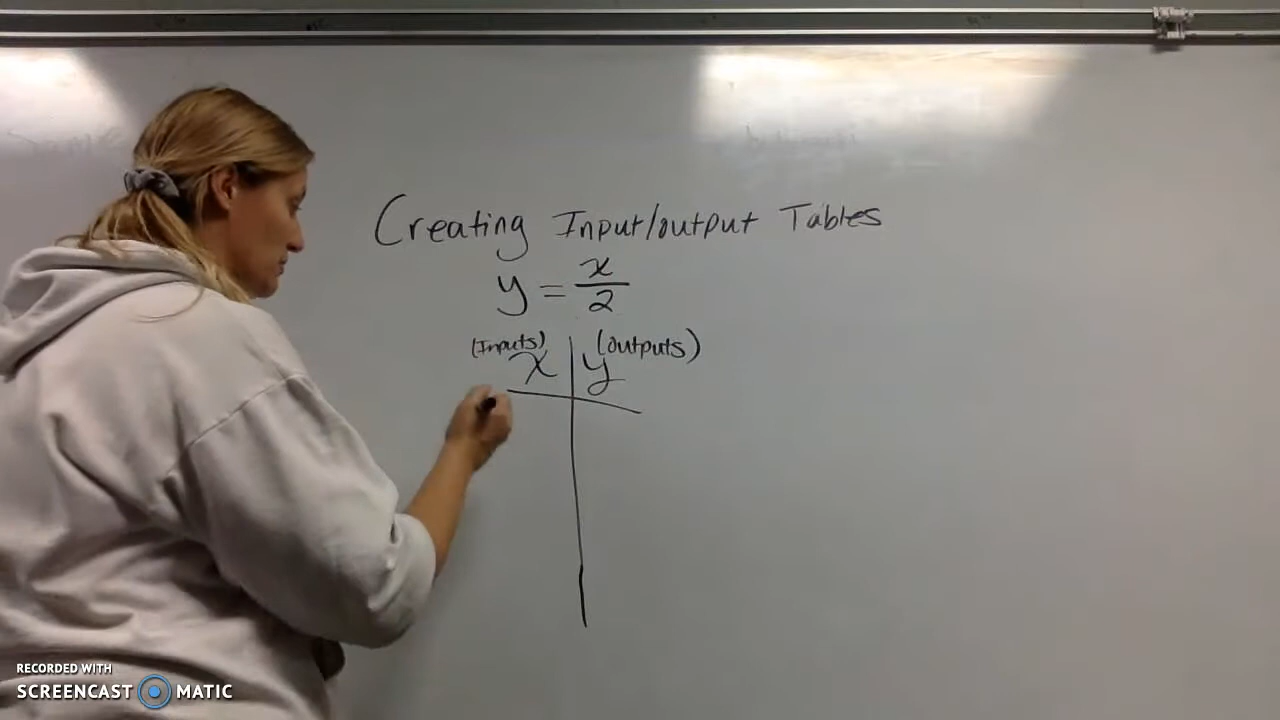 Creating Input/output Tables
y = x/2
(Inputs) (outputs)
x y
RECORDED WITH
SCREENCAST MATIC